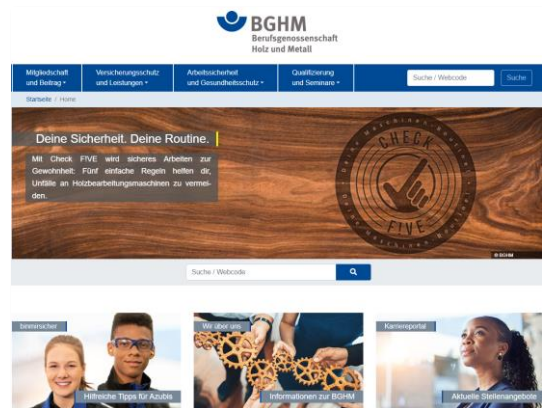 BGHM
Berufsgenossenschaft
Holz und Metall
Mitgliedschaft
und Beitrag
Versicherungsschutz
und Leistungen
Arbeitssicherheit
und Gesundheitsschutz
Qualifizierung
und Seminare
Suche / Webcode
Suche
Startseite / Home
Deine Sicherheit. Deine Routine.
Mit Check FIVE wird sicheres Arbeiten zur
Gewohnheit: Fünf einfache Regeln helfen dir,
Unfälle an Holzbearbeitungsmaschinen zu vermei-
den.
CHECK
FIVE
© BGHM
Suche / Webcode
binmirsicher
Hilfreiche Tipps für Azubis
Wir über uns
Informationen zur BGHM
Karriereportal
Aktuelle Stellenangebote